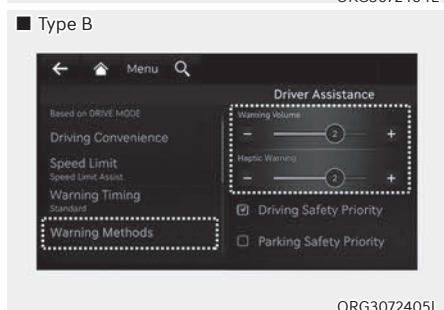 ■ Type B
Menu
Driver Assistance
Based on DRIVE MODE
Driving Convenience
Speed Limit
Speed Limit Assist
Warning Timing
Standard
Warning Methods
Warning Volume
− 2 +
Haptic Warning
− 2 +
Driving Safety Priority
Parking Safety Priority
ORG3072405L